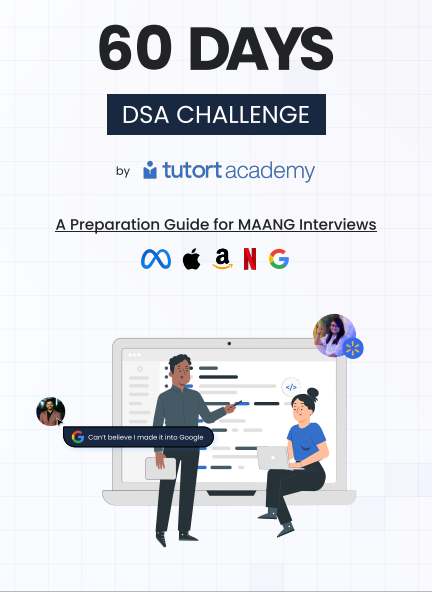 60 DAYS
DSA CHALLENGE
by tutort academy
A Preparation Guide for MAANG Interviews
</>
Can't believe I made it into Google